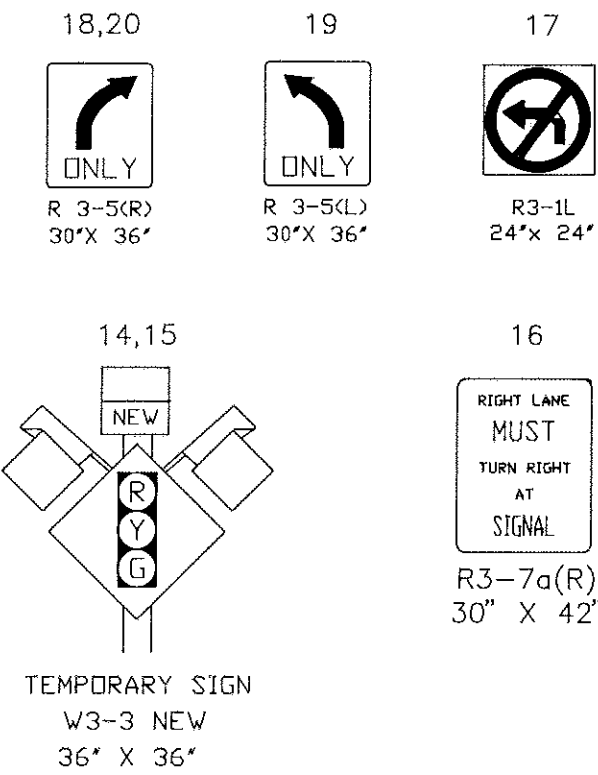 18,20
ONLY
R 3-5(R)
30"X 36"
19
ONLY
R 3-5(L)
30"X 36"
17
R3-1L
24"x 24"
14,15
NEW
R
Y
G
TEMPORARY SIGN
W3-3 NEW
36" X 36"
16
RIGHT LANE
MUST
TURN RIGHT
AT
SIGNAL
R3-7a(R)
30" X 42'